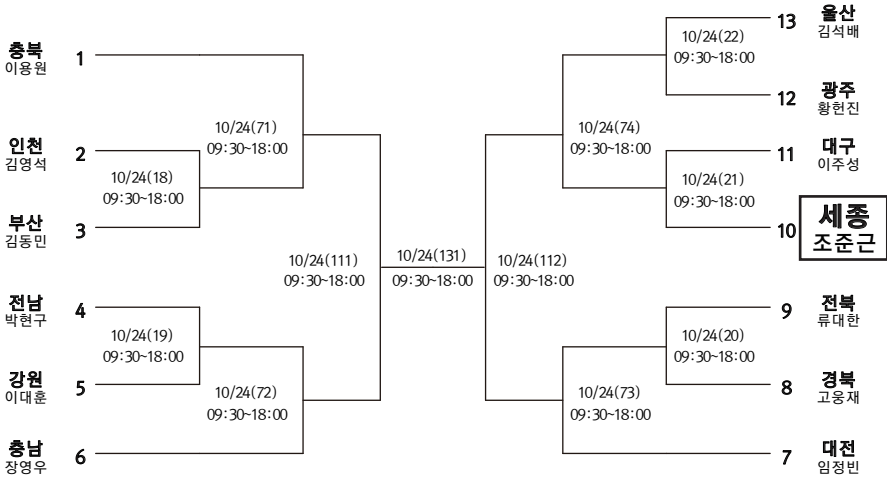 충북
이용원
1
인천
김영석
2
부산
김동민
3
전남
박현구
4
강원
이대훈
5
충남
장영우
6
10/24(71)
09:30~18:00
10/24(18)
09:30~18:00
10/24(19)
09:30~18:00
10/24(72)
09:30~18:00
10/24(111)
09:30~18:00
10/24(131)
09:30~18:00
10/24(112)
09:30~18:00
10/24(22)
09:30~18:00
10/24(74)
09:30~18:00
10/24(21)
09:30~18:00
10/24(20)
09:30~18:00
10/24(73)
09:30~18:00
13
울산
김석배
12
광주
황헌진
11
대구
이주성
10
세종
조준근
9
전북
류대한
8
경북
고웅재
7
대전
임정빈